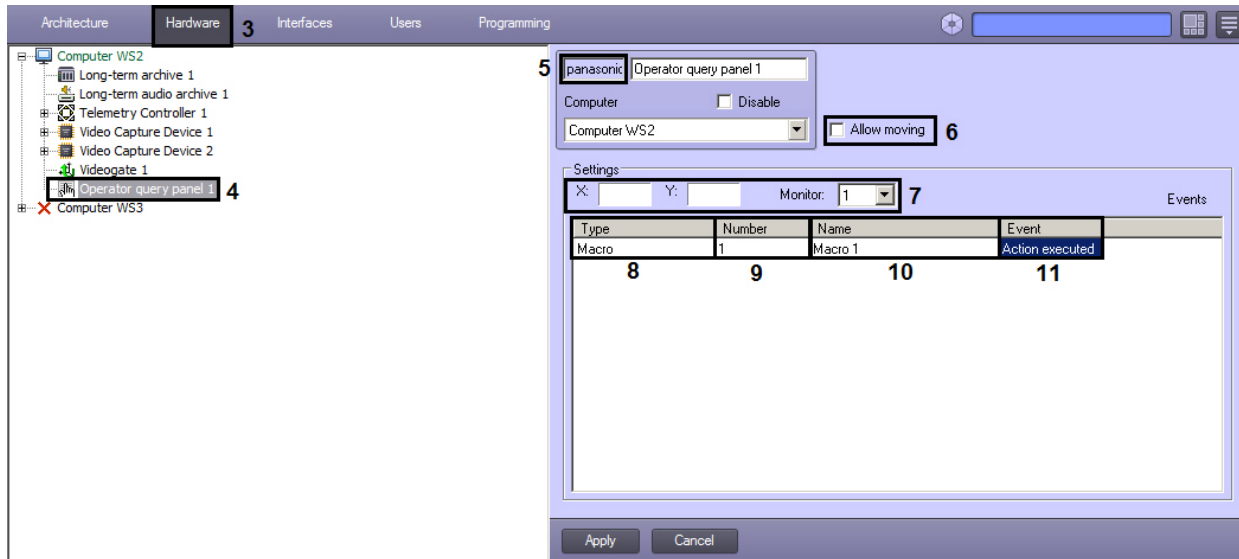 Architecture Hardware 3 Interfaces Users Programming
Computer WS2
Long-term archive 1
Long-term audio archive 1
Telemetry Controller 1
Video Capture Device 1
Video Capture Device 2
Videogate 1
Operator query panel 1 4
Computer WS3
5 panasonic Operator query panel 1
Computer Disable
Computer WS2 Allow moving 6
Settings
X: Y: Monitor: 1 7 Events
Type Number Name Event
Macro 1 Macro 1 Action executed
8 9 10 11
Apply Cancel